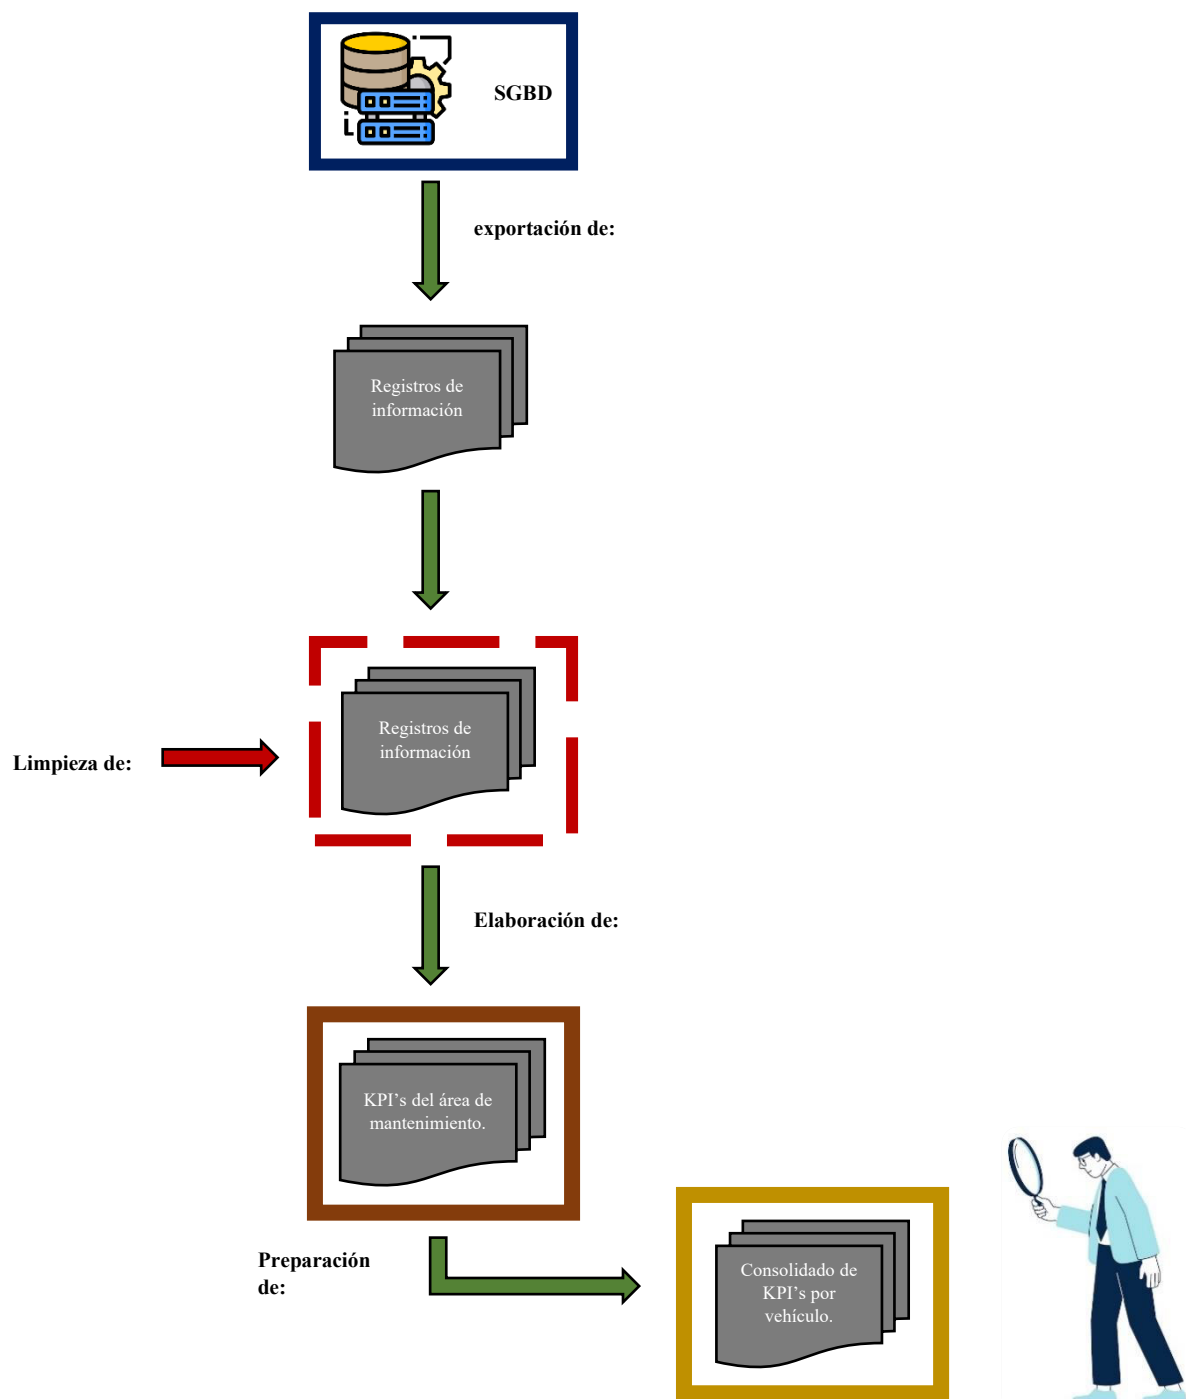 SGBD
exportación de:
Registros de
información
Registros de
información
Limpieza de:
Elaboración de:
KPI’s del área de
mantenimiento.
Preparación
de:
Consolidado de
KPI’s por
vehículo.